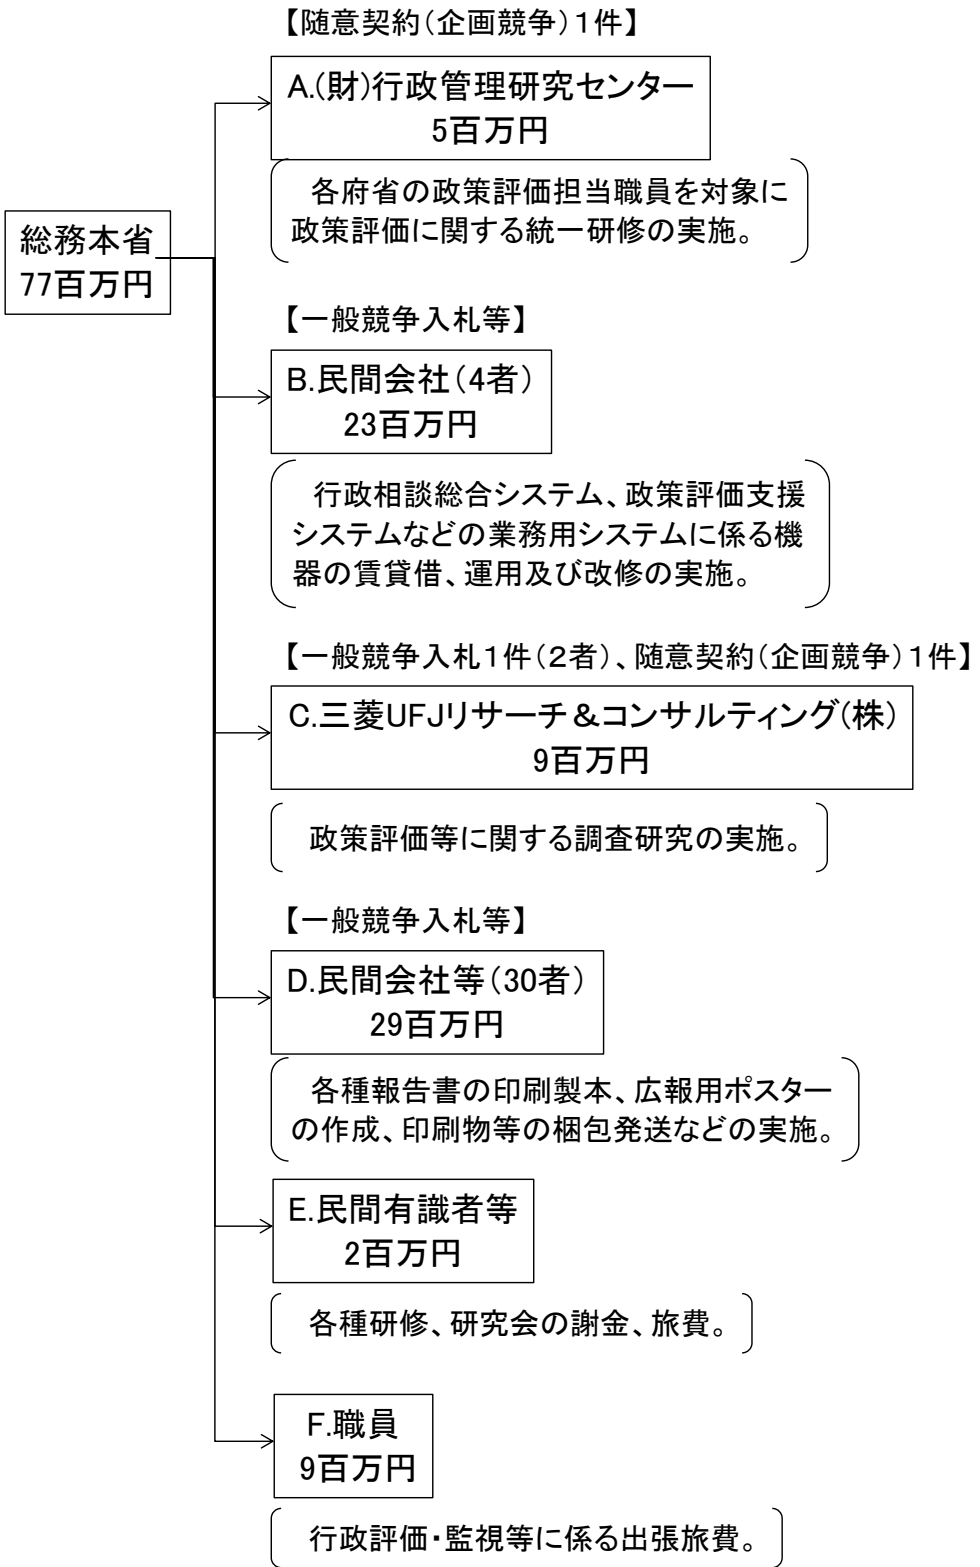 【随意契約(企画競争)1件】
A.(財)行政管理研究センター
5百万円
各府省の政策評価担当職員を対象に
政策評価に関する統一研修の実施。
総務本省
77百万円
【一般競争入札等】
B.民間会社(4者)
23百万円
行政相談総合システム、政策評価支援
システムなどの業務用システムに係る機
器の賃貸借、運用及び改修の実施。
【一般競争入札1件(2者)、随意契約(企画競争)1件】
C.三菱UFJリサーチ&コンサルティング(株)
9百万円
政策評価等に関する調査研究の実施。
【一般競争入札等】
D.民間会社等(30者)
29百万円
各種報告書の印刷製本、広報用ポスター
の作成、印刷物等の梱包発送などの実施。
E.民間有識者等
2百万円
各種研修、研究会の謝金、旅費。
F.職員
9百万円
行政評価・監視等に係る出張旅費。